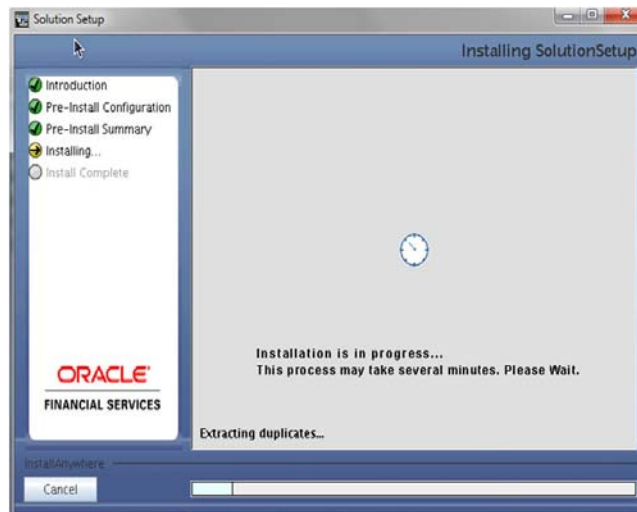 Solution Setup
Installing SolutionSetup
Introduction
Pre-Install Configuration
Pre-Install Summary
Installing...
Install Complete
ORACLE
FINANCIAL SERVICES
Installation is in progress...
This process may take several minutes. Please Wait.
Extracting duplicates...
InstallAnywhere
Cancel